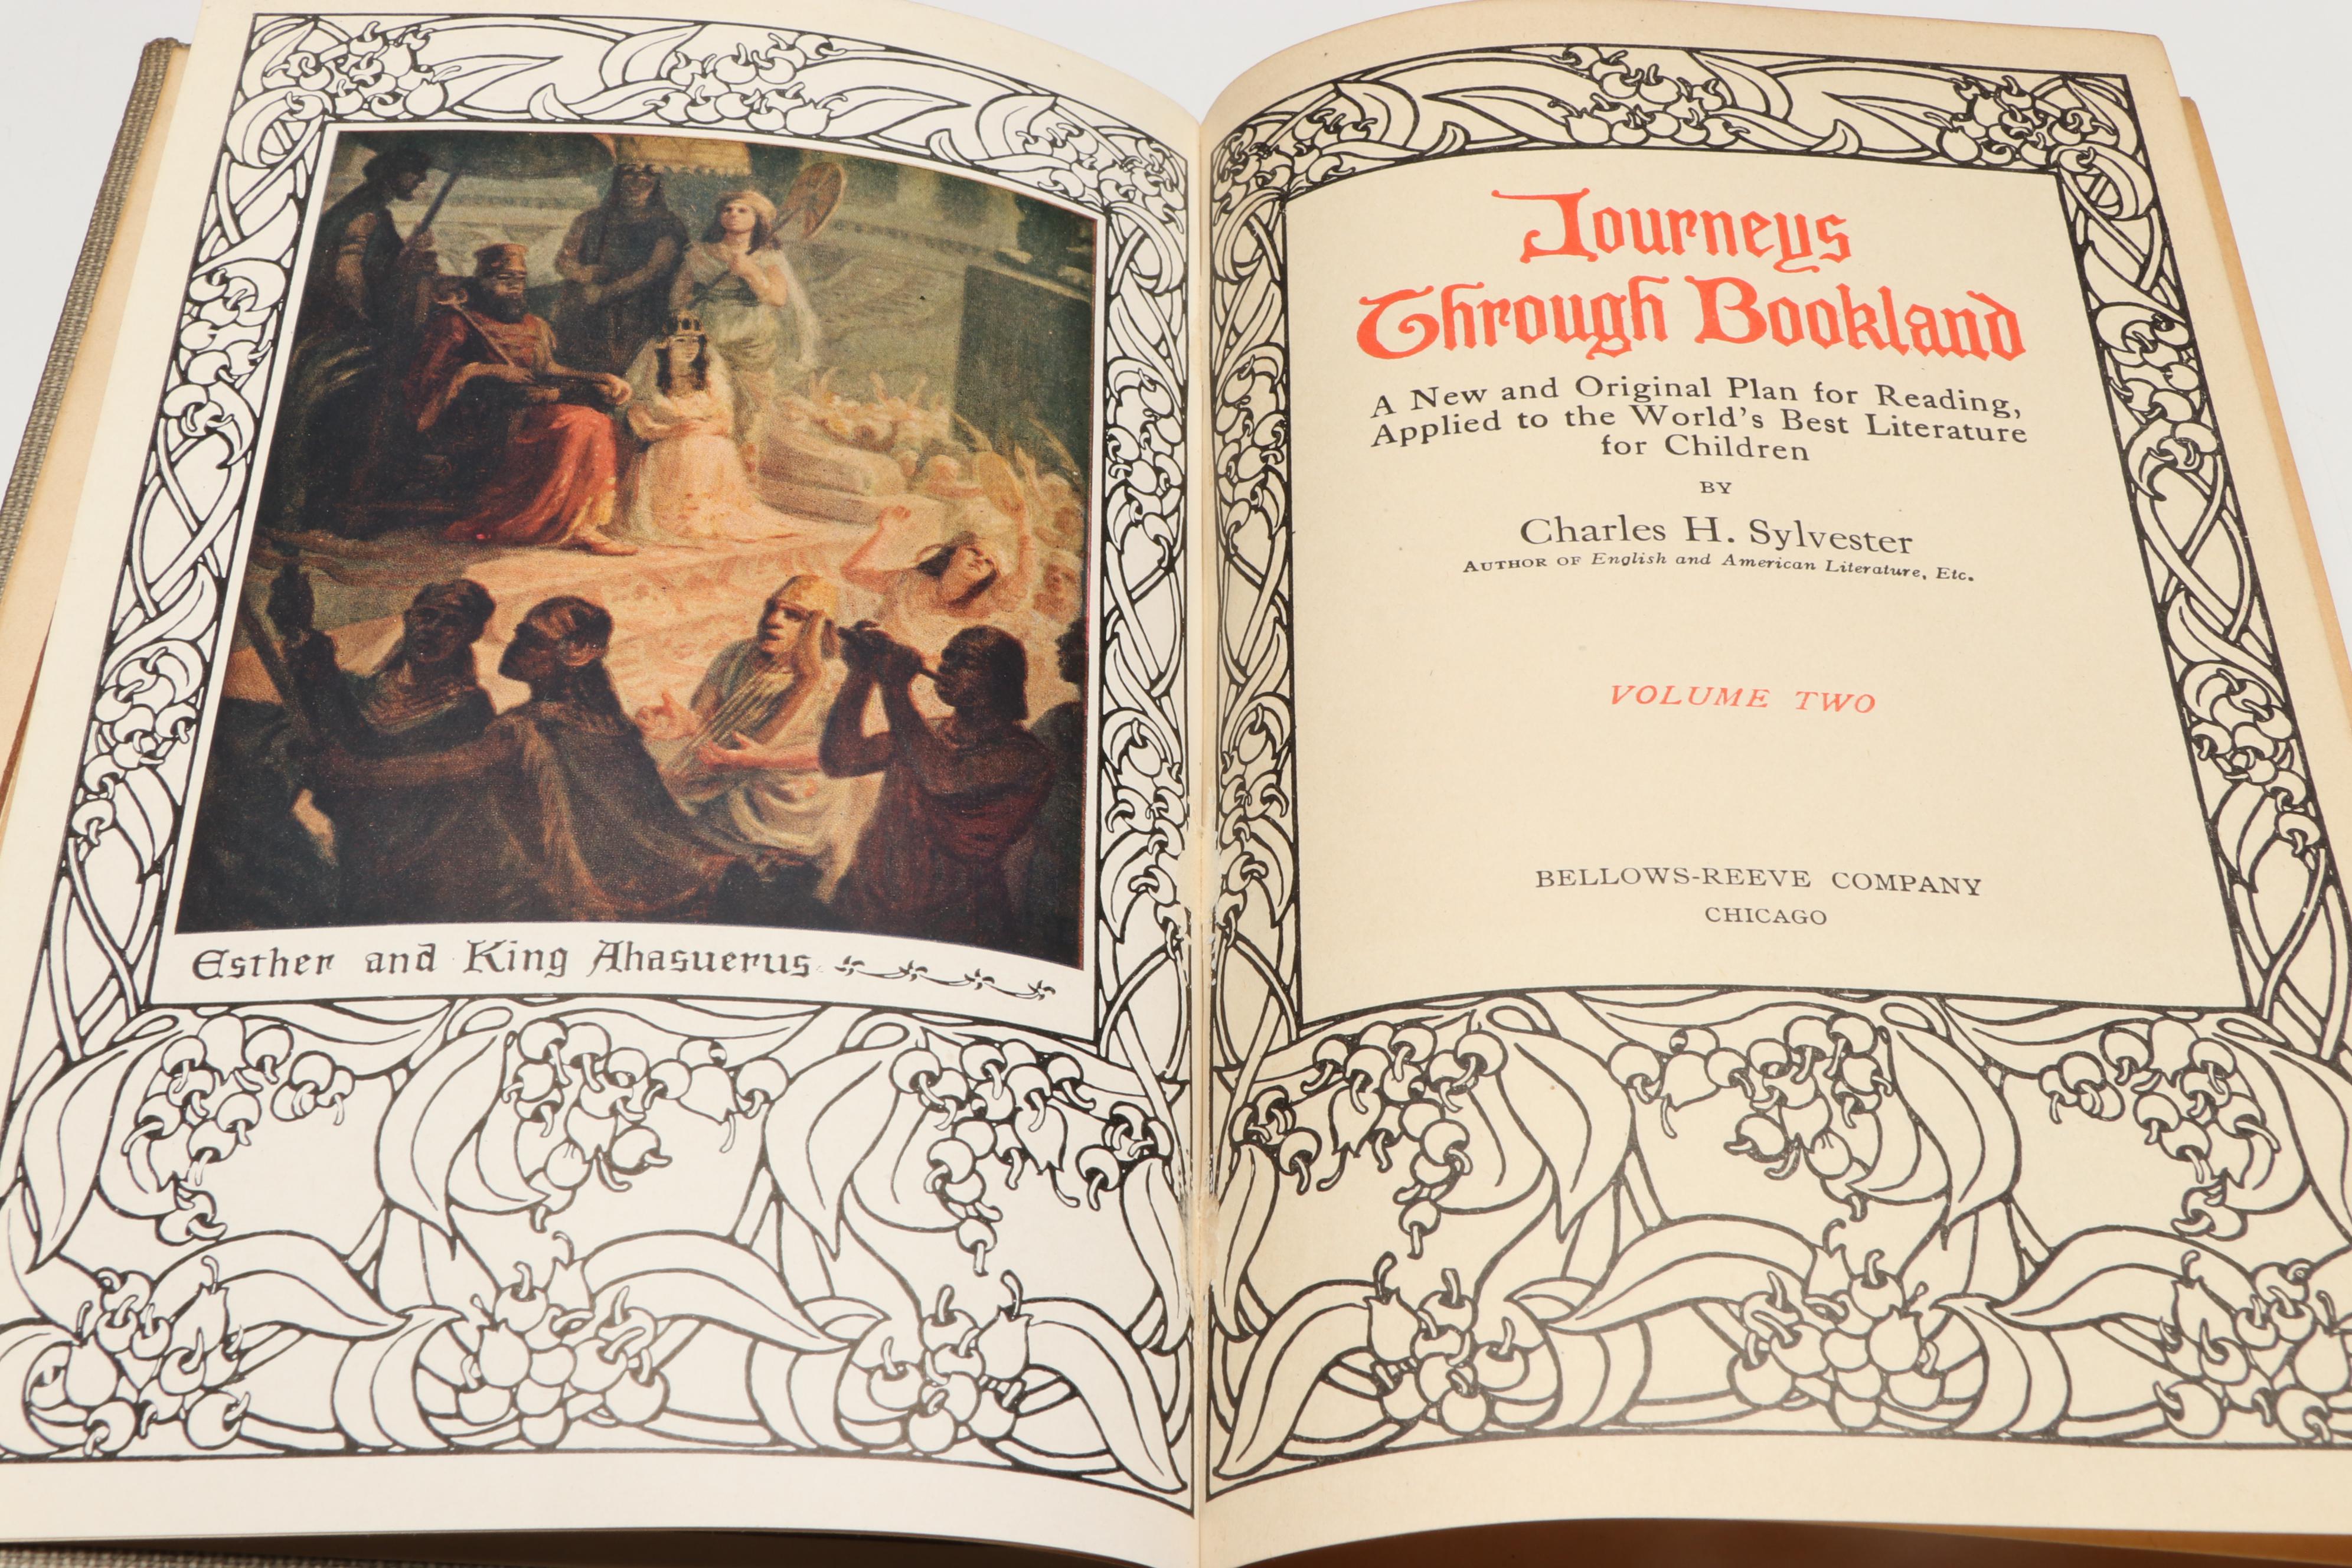 Esther and King Ahasuerus
Journeys
Through Bookland
A New and Original Plan for Reading,
Applied to the World's Best Literature
for Children
BY
Charles H. Sylvester
AUTHOR OF English and American Literature, Etc.
VOLUME TWO
BELLOWS-REEVE COMPANY
CHICAGO